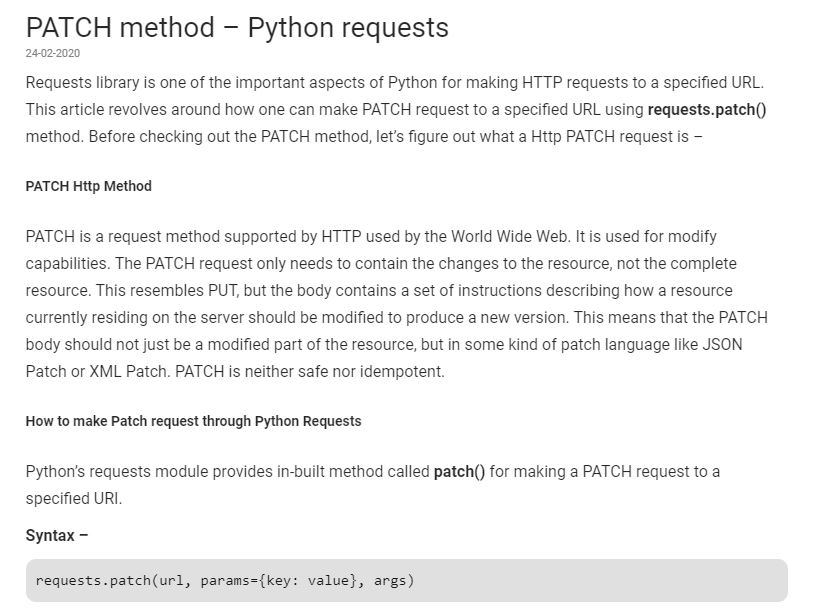 PATCH method – Python requests
24-02-2020
Requests library is one of the important aspects of Python for making HTTP requests to a specified URL.
This article revolves around how one can make PATCH request to a specified URL using requests.patch()
method. Before checking out the PATCH method, let’s figure out what a Http PATCH request is –
PATCH Http Method
PATCH is a request method supported by HTTP used by the World Wide Web. It is used for modify
capabilities. The PATCH request only needs to contain the changes to the resource, not the complete
resource. This resembles PUT, but the body contains a set of instructions describing how a resource
currently residing on the server should be modified to produce a new version. This means that the PATCH
body should not just be a modified part of the resource, but in some kind of patch language like JSON
Patch or XML Patch. PATCH is neither safe nor idempotent.
How to make Patch request through Python Requests
Python’s requests module provides in-built method called patch() for making a PATCH request to a
specified URI.
Syntax –
requests.patch(url, params={key: value}, args)